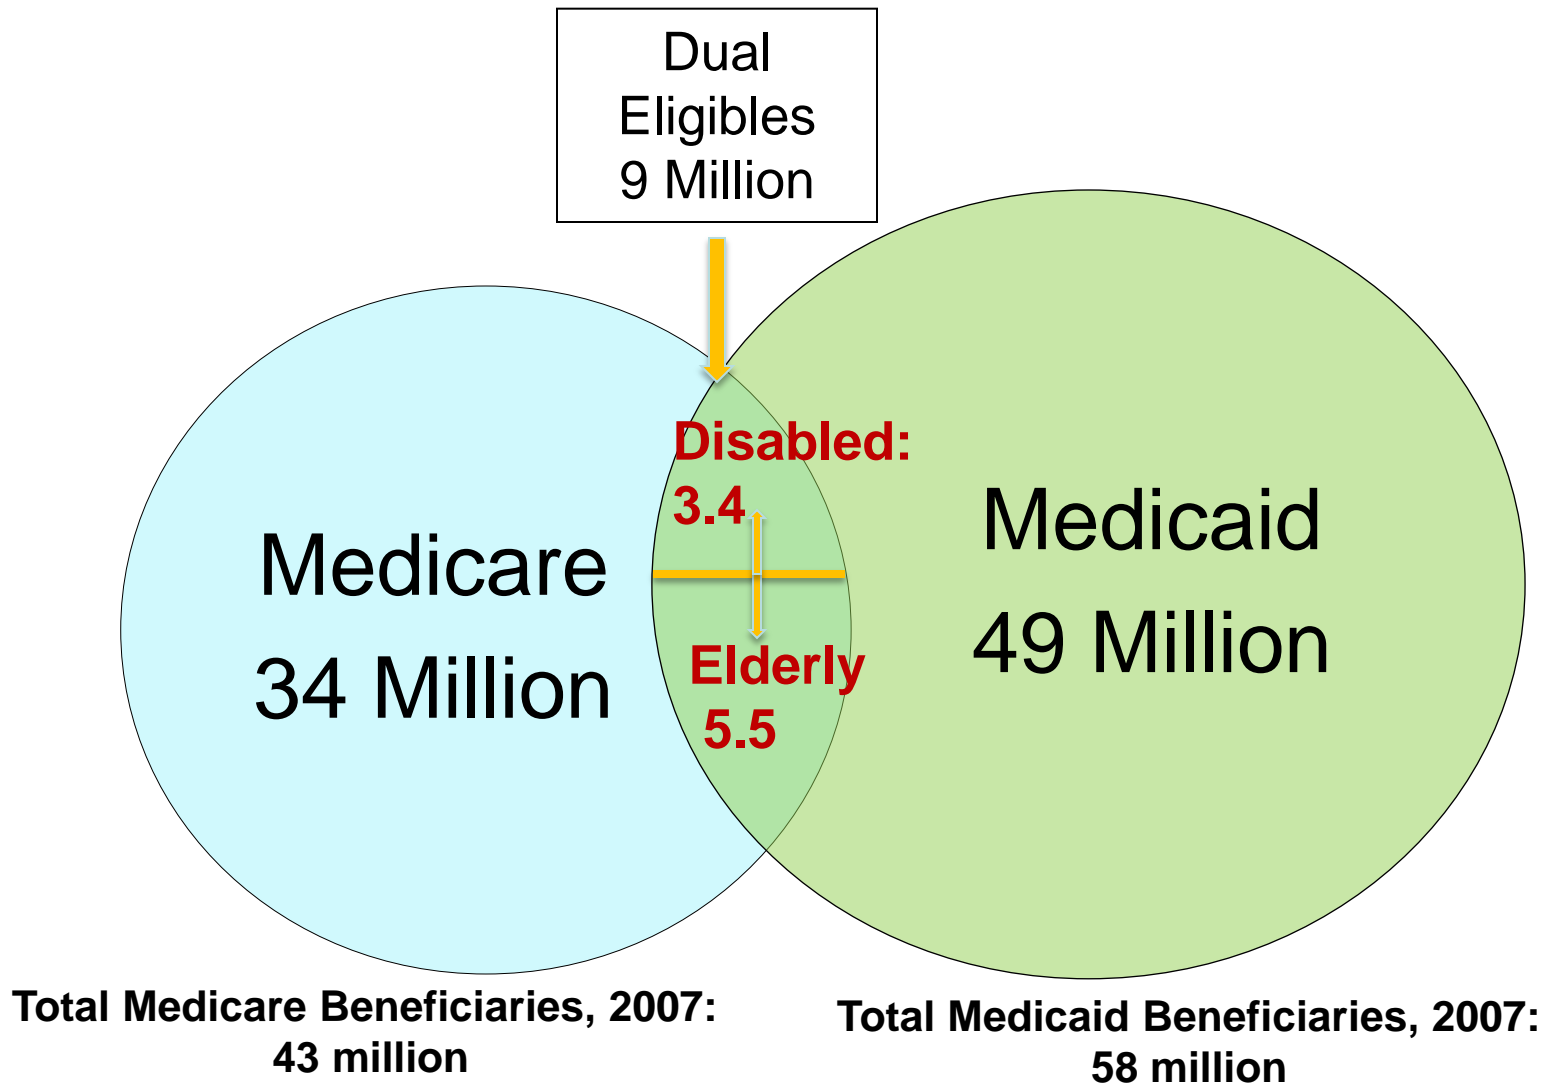 Dual
Eligibles
9 Million
Disabled:
3.4
Elderly
5.5
Medicare
34 Million
Medicaid
49 Million
Total Medicare Beneficiaries, 2007:
43 million
Total Medicaid Beneficiaries, 2007:
58 million